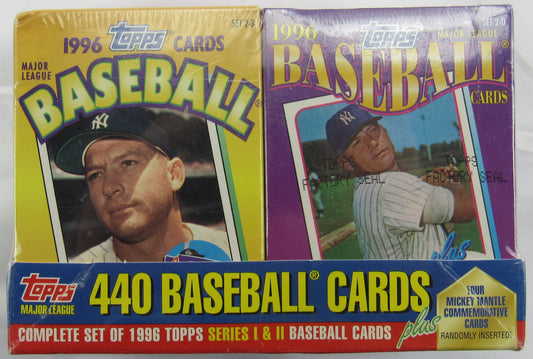 SET 2-B
1996 Topps CARDS
MAJOR
LEAGUE
BASEBALL®
SET 2-D
1996 Topps MAJOR LEAGUE
BASEBALL®
CARDS
TOPPS
FACTORY SEAL
TOPPS
FACTORY SEAL
plus
Topps
MAJOR LEAGUE
440 BASEBALL® CARDS
COMPLETE SET OF 1996 TOPPS SERIES I & II BASEBALL CARDS
plus
FOUR
MICKEY MANTLE
COMMEMORATIVE
CARDS
RANDOMLY INSERTED!